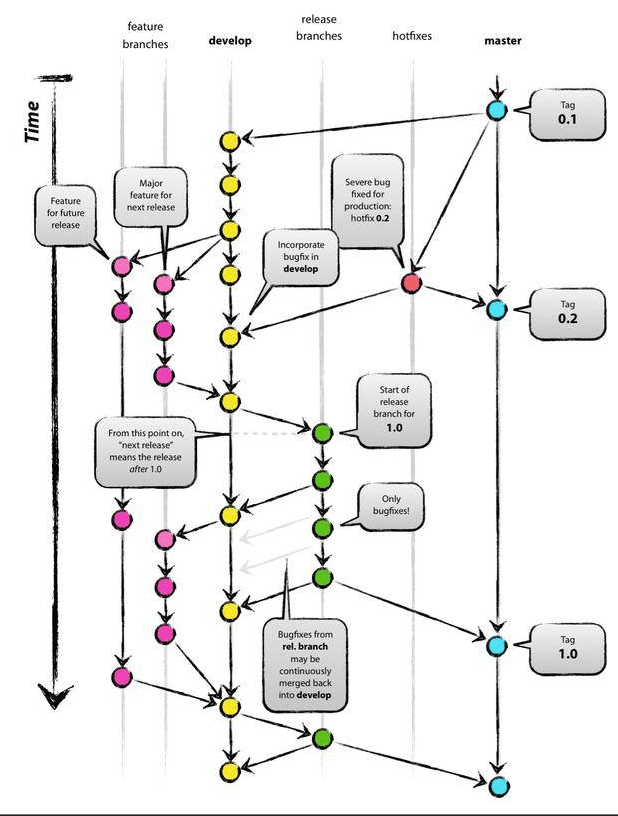 feature
branches
develop
release
branches
hotfixes
master
Time
Tag
0.1
Major
feature for
next release
Severe bug
fixed for
production:
hotfix 0.2
Feature
for future
release
Incorporate
bugfix in
develop
Tag
0.2
Start of
release
branch for
1.0
From this point on,
“next release”
means the release
after 1.0
Only
bugfixes!
Bugfixes from
rel. branch
may be
continuously
merged back
into develop
Tag
1.0